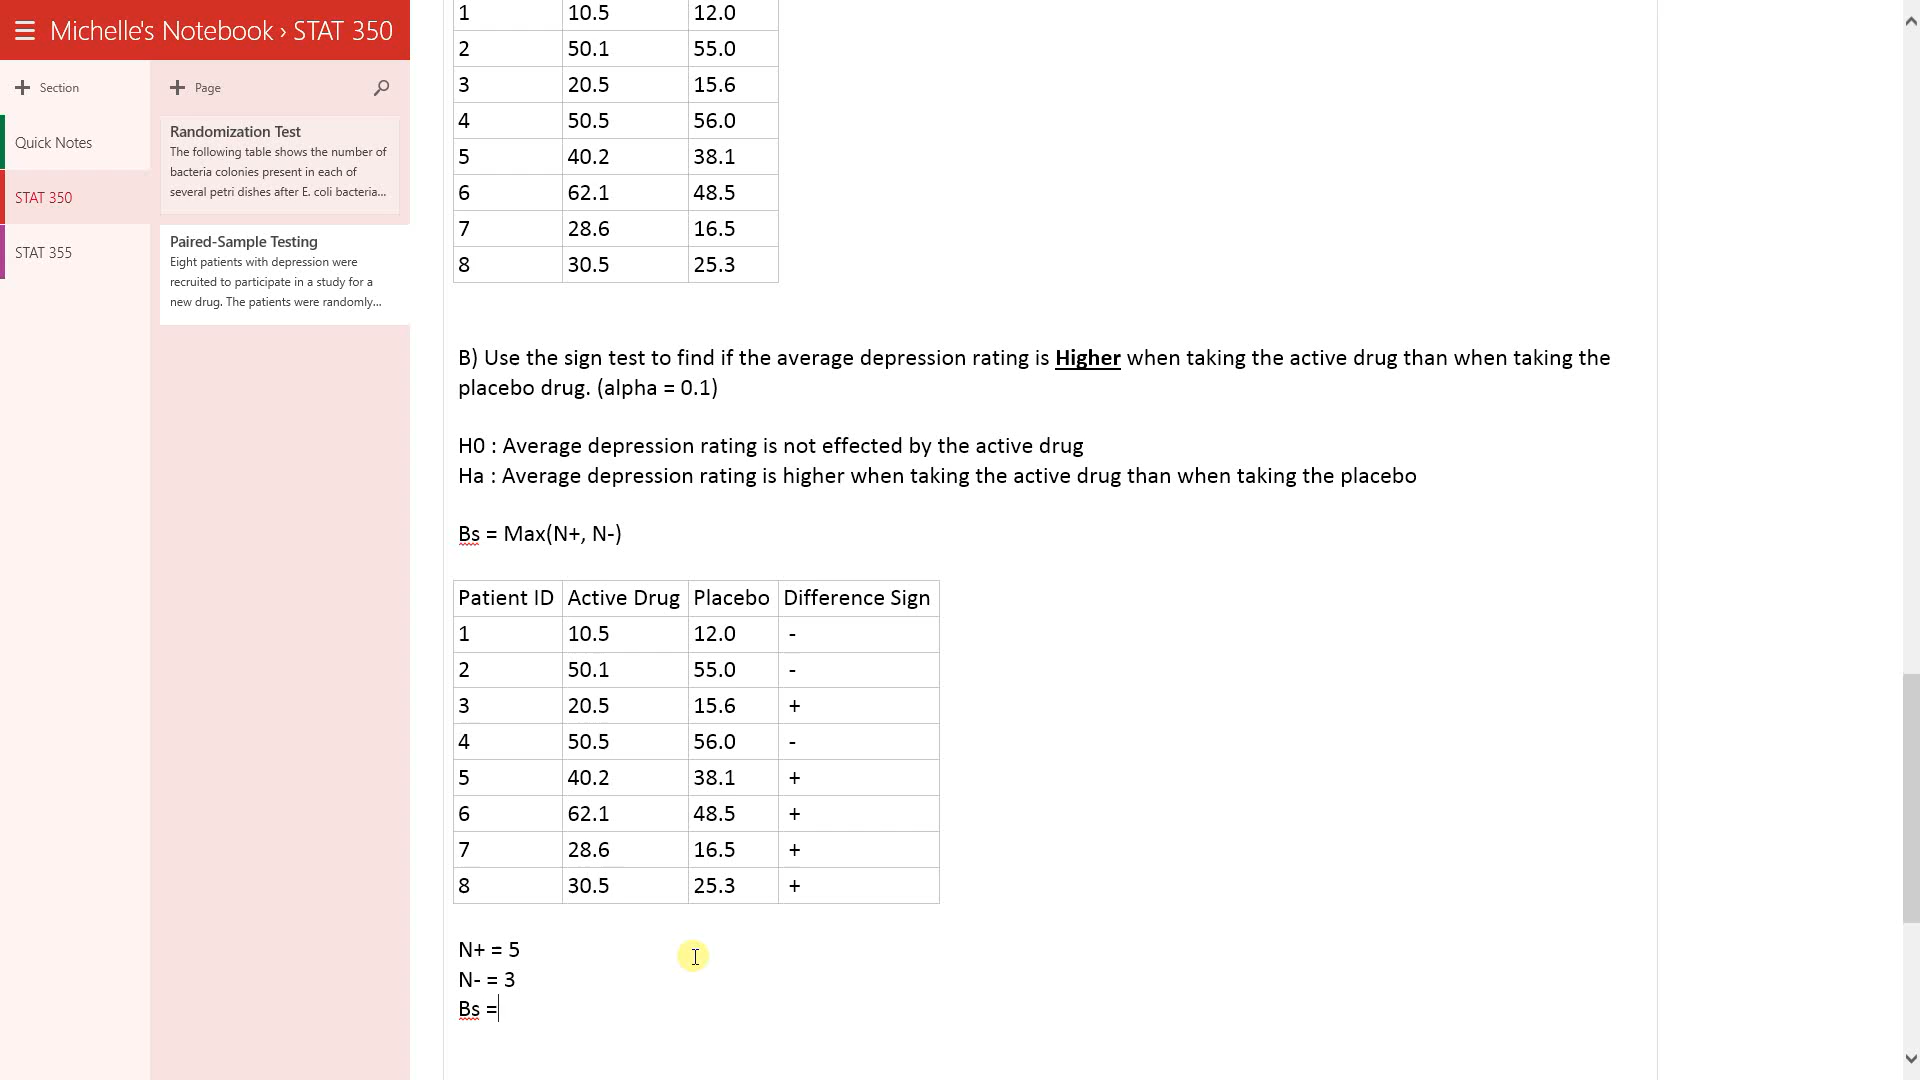 Michelle's Notebook › STAT 350
Section
Page
Quick Notes
STAT 350
STAT 355
Randomization Test
The following table shows the number of
bacteria colonies present in each of
several petri dishes after E. coli bacteria...
Paired-Sample Testing
Eight patients with depression were
recruited to participate in a study for a
new drug. The patients were randomly...
1 10.5 12.0
2 50.1 55.0
3 20.5 15.6
4 50.5 56.0
5 40.2 38.1
6 62.1 48.5
7 28.6 16.5
8 30.5 25.3
B) Use the sign test to find if the average depression rating is Higher when taking the active drug than when taking the
placebo drug. (alpha = 0.1)
H0 : Average depression rating is not effected by the active drug
Ha : Average depression rating is higher when taking the active drug than when taking the placebo
Bs = Max(N+, N-)
Patient ID Active Drug Placebo Difference Sign
1 10.5 12.0 -
2 50.1 55.0 -
3 20.5 15.6 +
4 50.5 56.0 -
5 40.2 38.1 +
6 62.1 48.5 +
7 28.6 16.5 +
8 30.5 25.3 +
N+ = 5
N- = 3
Bs =